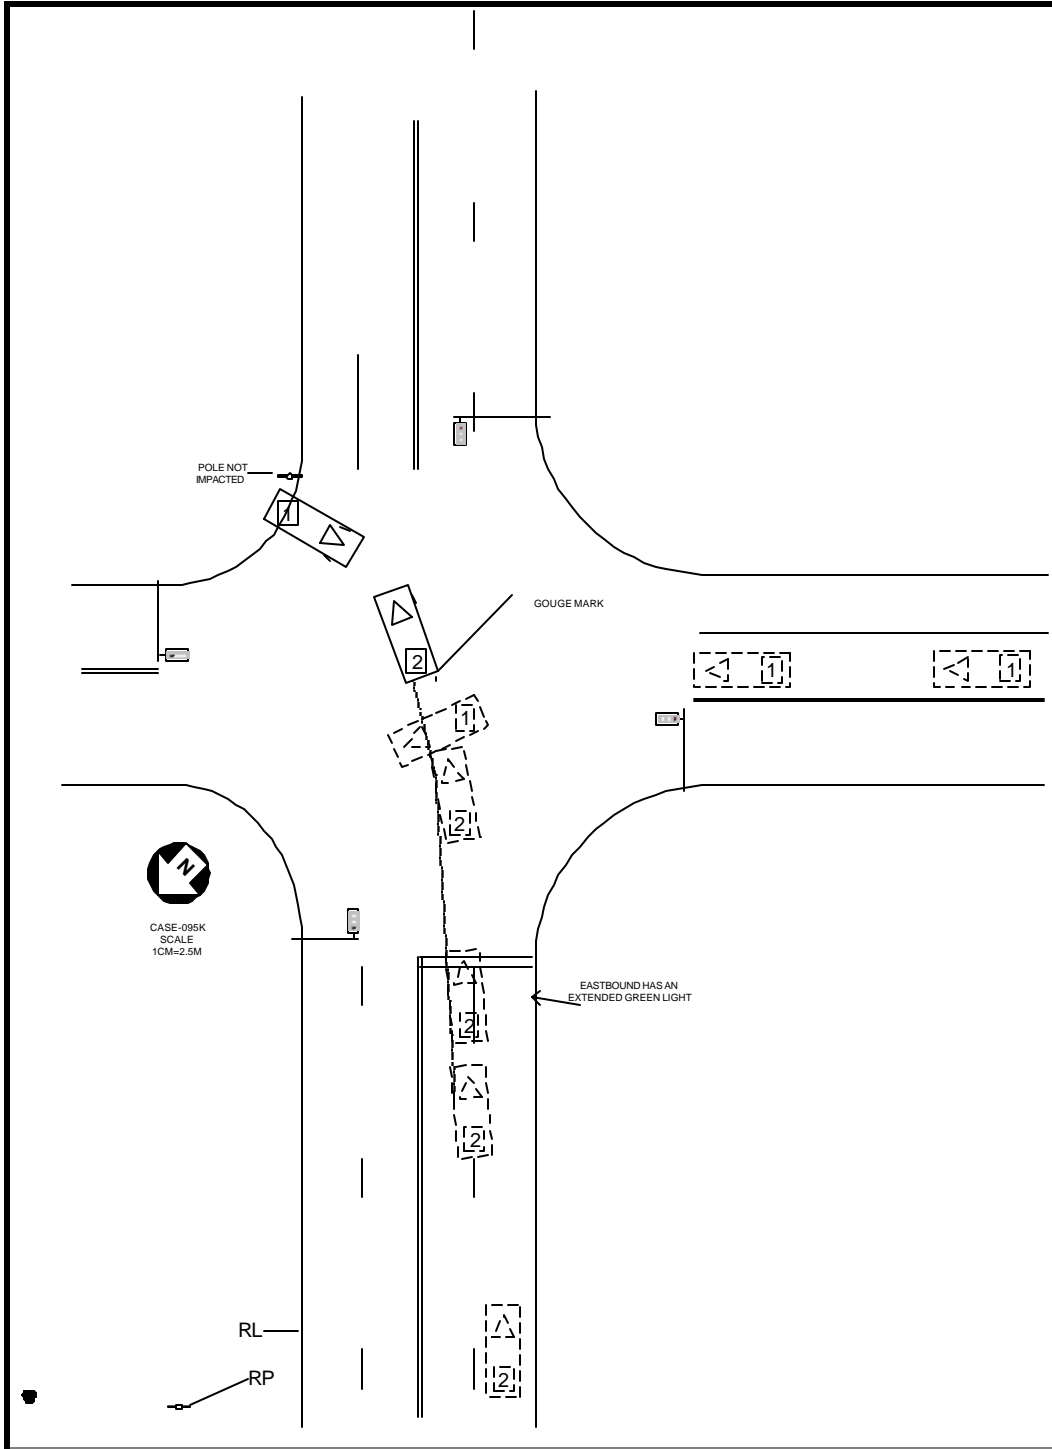 POLE NOT
IMPACTED
1
2
GOUGE MARK
1
1
1
2
N
CASE-095K
SCALE
1CM=2.5M
EASTBOUND HAS AN
EXTENDED GREEN LIGHT
2
2
RL
RP
2